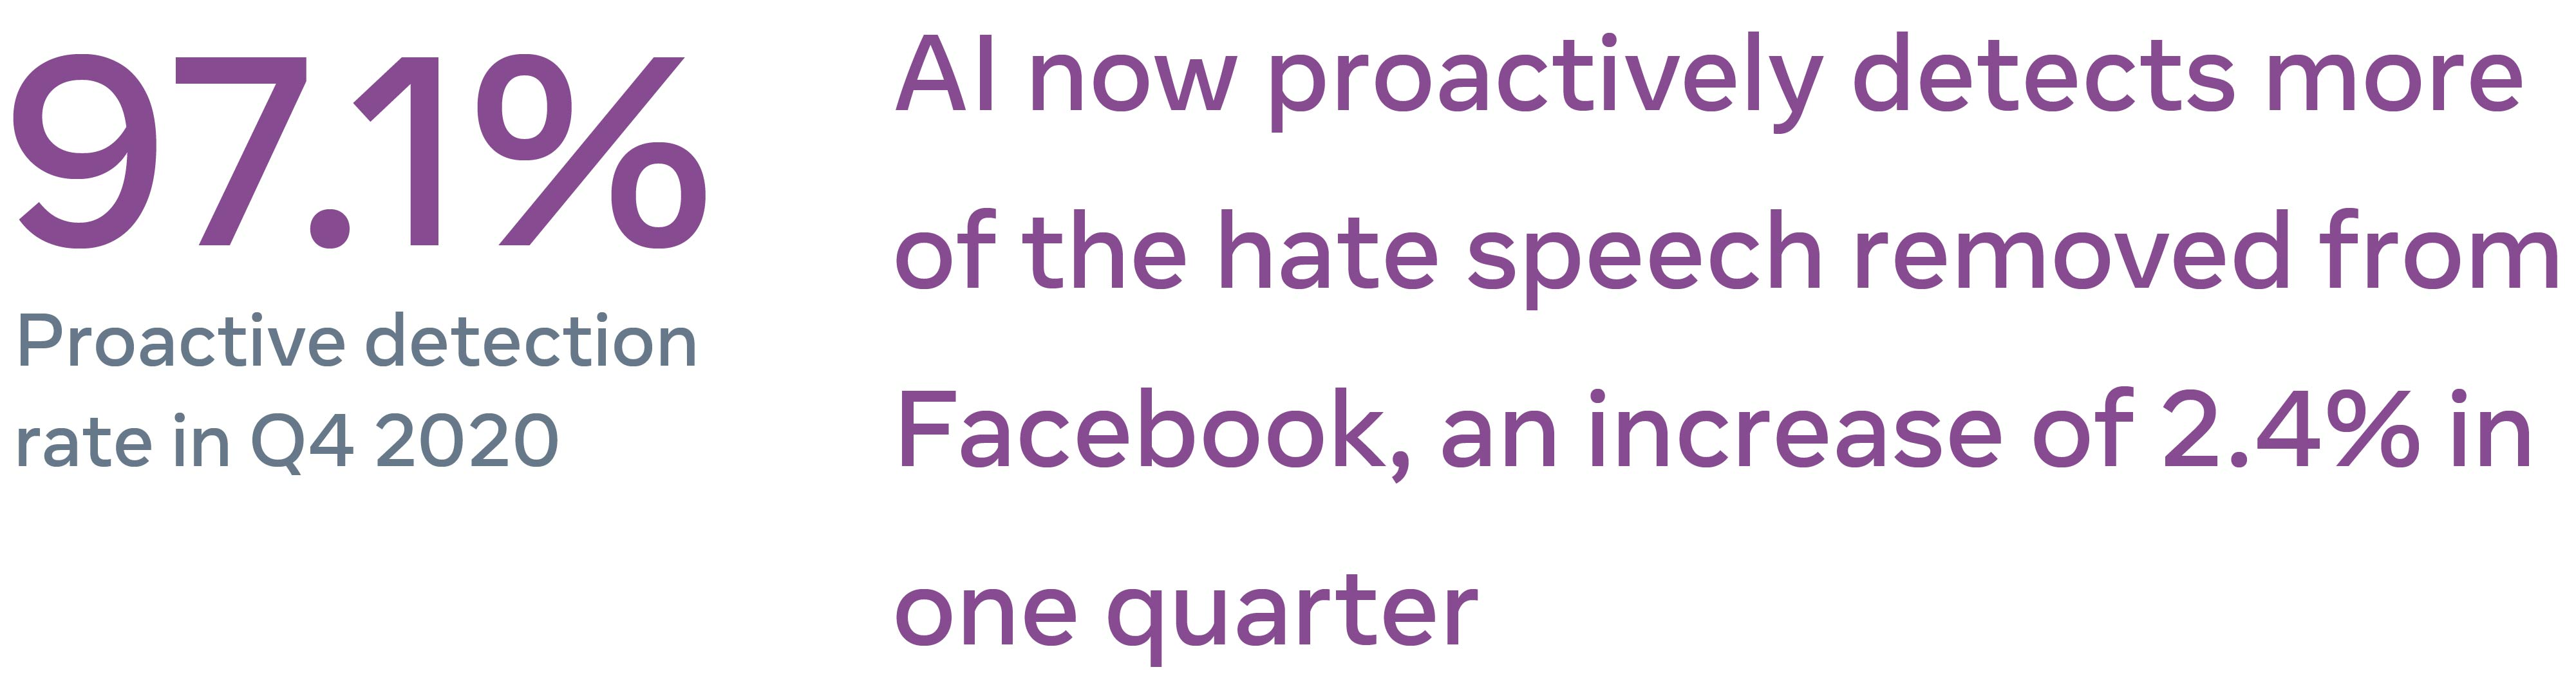 97.1%
Proactive detection
rate in Q4 2020
AI now proactively detects more
of the hate speech removed from
Facebook, an increase of 2.4% in
one quarter